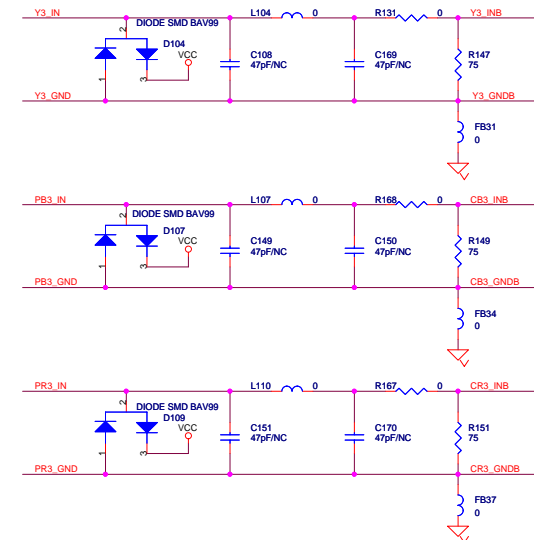 Y3_IN
DIODE SMD BAV99
L104
0
R131
0
Y3_INB
2
D104
VCC
C108
47pF/NC
C169
47pF/NC
R147
75
1
3
Y3_GND
Y3_GNDB
FB31
0
PB3_IN
DIODE SMD BAV99
L107
0
R168
0
CB3_INB
2
D107
VCC
C149
47pF/NC
C150
47pF/NC
R149
75
1
3
PB3_GND
CB3_GNDB
FB34
0
PR3_IN
DIODE SMD BAV99
L110
0
R167
0
CR3_INB
2
D109
VCC
C151
47pF/NC
C170
47pF/NC
R151
75
1
3
PR3_GND
CR3_GNDB
FB37
0